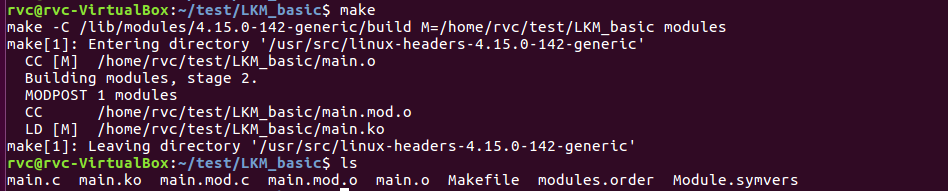 rvc@rvc-VirtualBox:~/test/LKM_basic$ make
make -C /lib/modules/4.15.0-142-generic/build M=/home/rvc/test/LKM_basic modules
make[1]: Entering directory '/usr/src/linux-headers-4.15.0-142-generic'
  CC [M]  /home/rvc/test/LKM_basic/main.o
  Building modules, stage 2.
  MODPOST 1 modules
  CC      /home/rvc/test/LKM_basic/main.mod.o
  LD [M]  /home/rvc/test/LKM_basic/main.ko
make[1]: Leaving directory '/usr/src/linux-headers-4.15.0-142-generic'
rvc@rvc-VirtualBox:~/test/LKM_basic$ ls
main.c  main.ko  main.mod.c  main.mod.o  main.o  Makefile  modules.order  Module.symvers